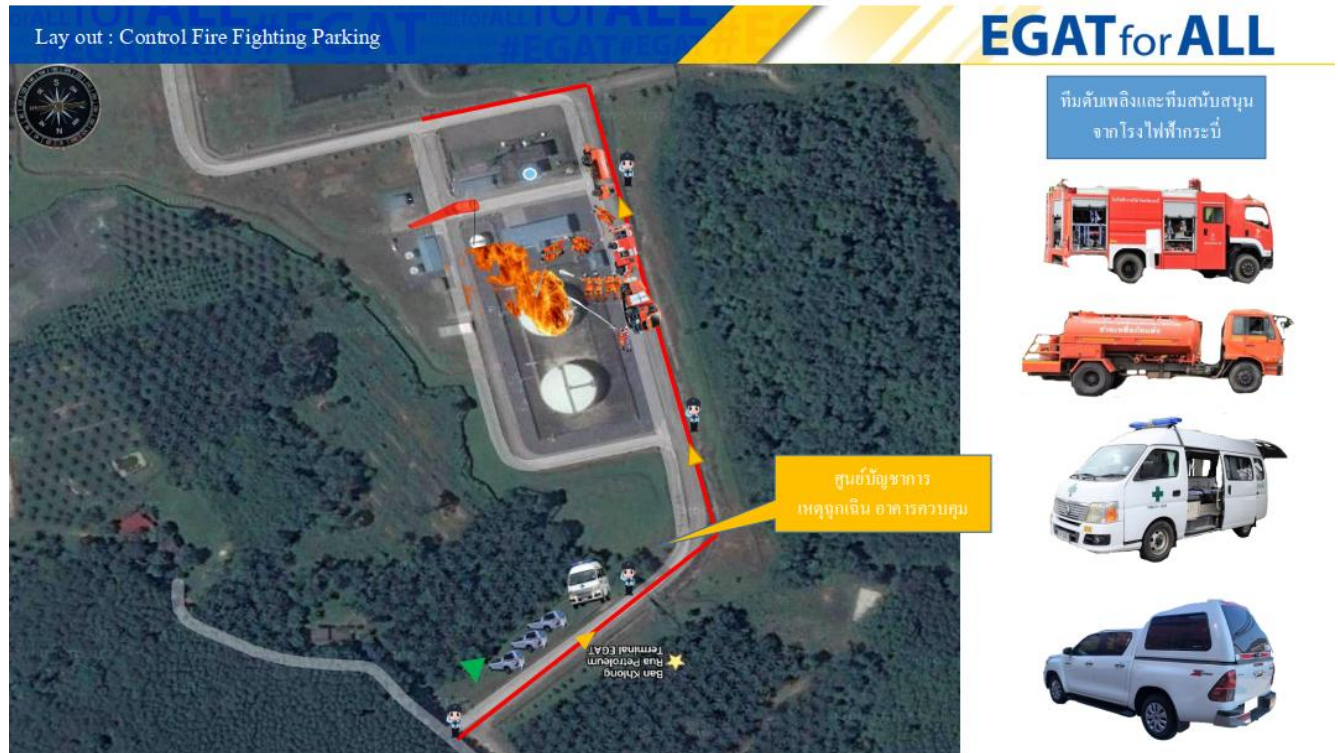 Lay out : Control Fire Fighting Parking
EGAT for ALL
ทีมดับเพลิงและทีมสนับสนุน
จากโรงไฟฟ้ากระบี่
ศูนย์บัญชาการ
เหตุฉุกเฉิน อาคารควบคุม
Ban Khlong
Rua Petroleum
Terminal EGAT